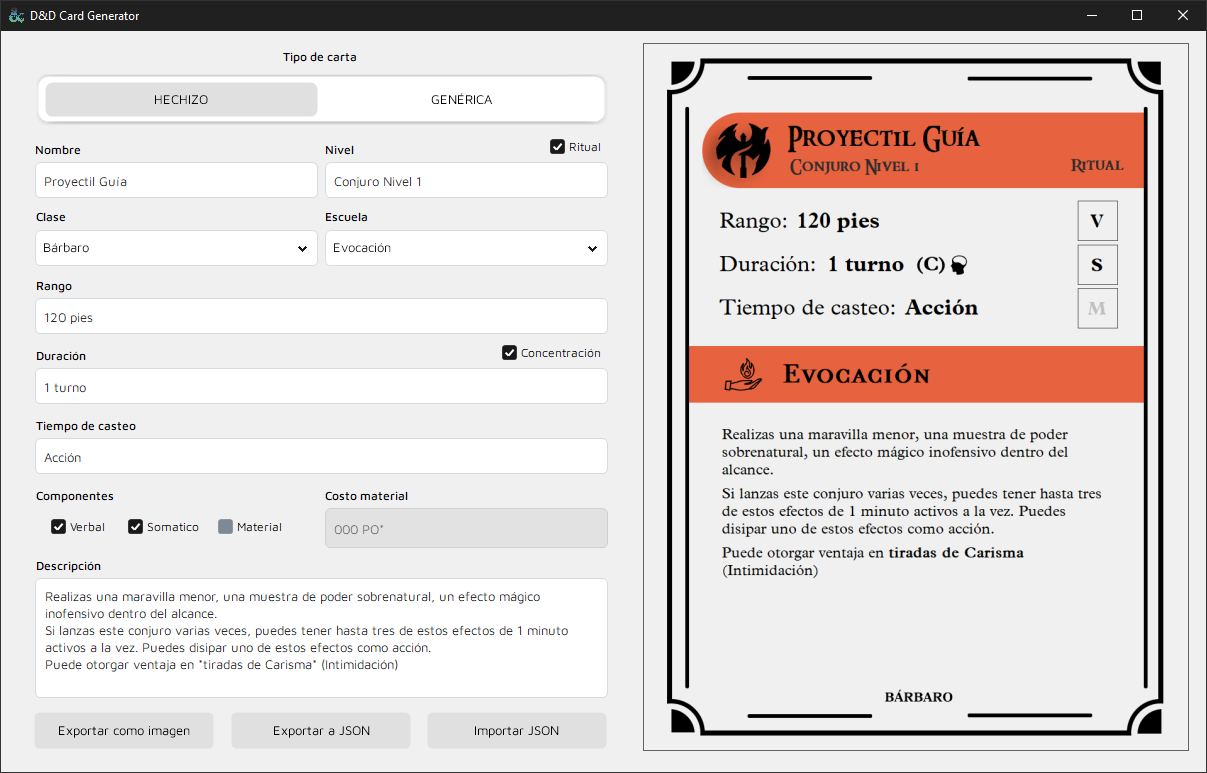 D&D Card Generator
Tipo de carta
HECHIZO
GENÉRICA
Nombre
Nivel
Ritual
Proyectil Guía
Conjuro Nivel 1
Clase
Escuela
Bárbaro
Evocación
Rango
120 pies
Duración
Concentración
1 turno
Tiempo de casteo
Acción
Componentes
Costo material
Verbal
Somatico
Material
000 PO*
Descripción
Realizas una maravilla menor, una muestra de poder sobrenatural, un efecto mágico
inofensivo dentro del alcance.
Si lanzas este conjuro varias veces, puedes tener hasta tres de estos efectos de 1 minuto
activos a la vez. Puedes disipar uno de estos efectos como acción.
Puede otorgar ventaja en *tiradas de Carisma* (Intimidación)
Exportar como imagen
Exportar a JSON
Importar JSON
Proyectil Guía
Conjuro Nivel 1
Ritual
Rango: 120 pies
V
Duración: 1 turno (C)
S
Tiempo de casteo: Acción
M
Evocación
Realizas una maravilla menor, una muestra de poder
sobrenatural, un efecto mágico inofensivo dentro del
alcance.
Si lanzas este conjuro varias veces, puedes tener hasta tres
de estos efectos de 1 minuto activos a la vez. Puedes
disipar uno de estos efectos como acción.
Puede otorgar ventaja en tiradas de Carisma
(Intimidación)
BÁRBARO